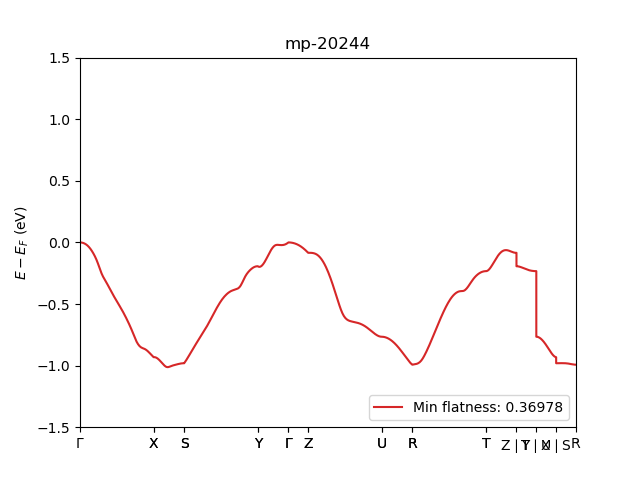 mp-20244
1.5
1.0
0.5
0.0
−0.5
−1.0
−1.5
E − E_F (eV)
Min flatness: 0.36978
Γ X S Y Γ Z U R T Z | T Y | U X | S R